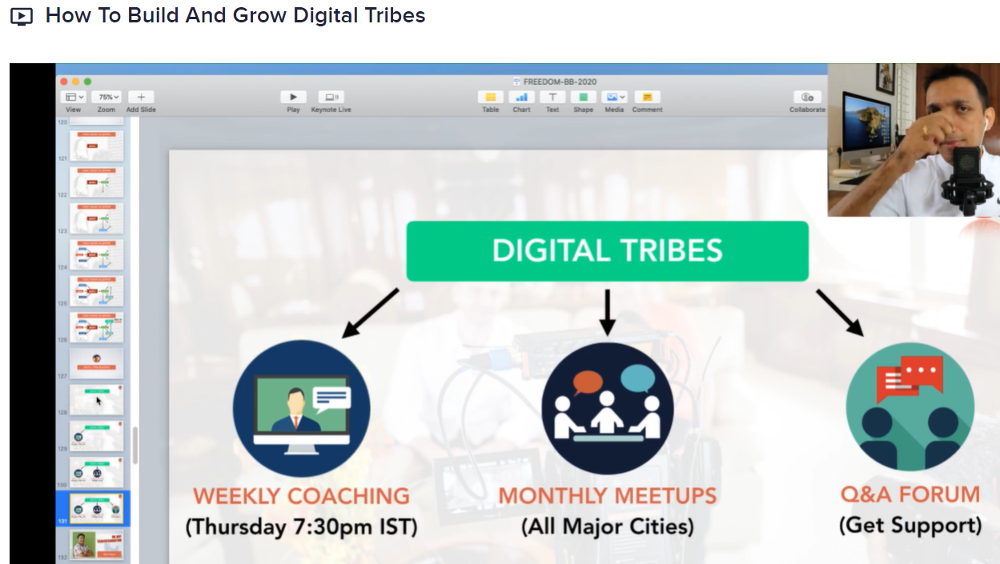 How To Build And Grow Digital Tribes
FREEDOM-BB-2020
75%
View
Zoom
Add Slide
Play
Keynote Live
Table
Chart
Text
Shape
Media
Comment
Collaborate
120
121
122
123
124
125
126
127
128
129
130
131
132
DIGITAL TRIBES
WEEKLY COACHING
(Thursday 7:30pm IST)
MONTHLY MEETUPS
(All Major Cities)
Q&A FORUM
(Get Support)